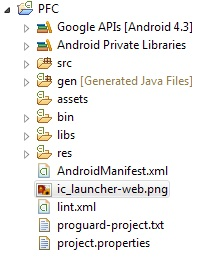 PFC
Google APIs [Android 4.3]
Android Private Libraries
src
gen [Generated Java Files]
assets
bin
libs
res
AndroidManifest.xml
ic_launcher-web.png
lint.xml
proguard-project.txt
project.properties